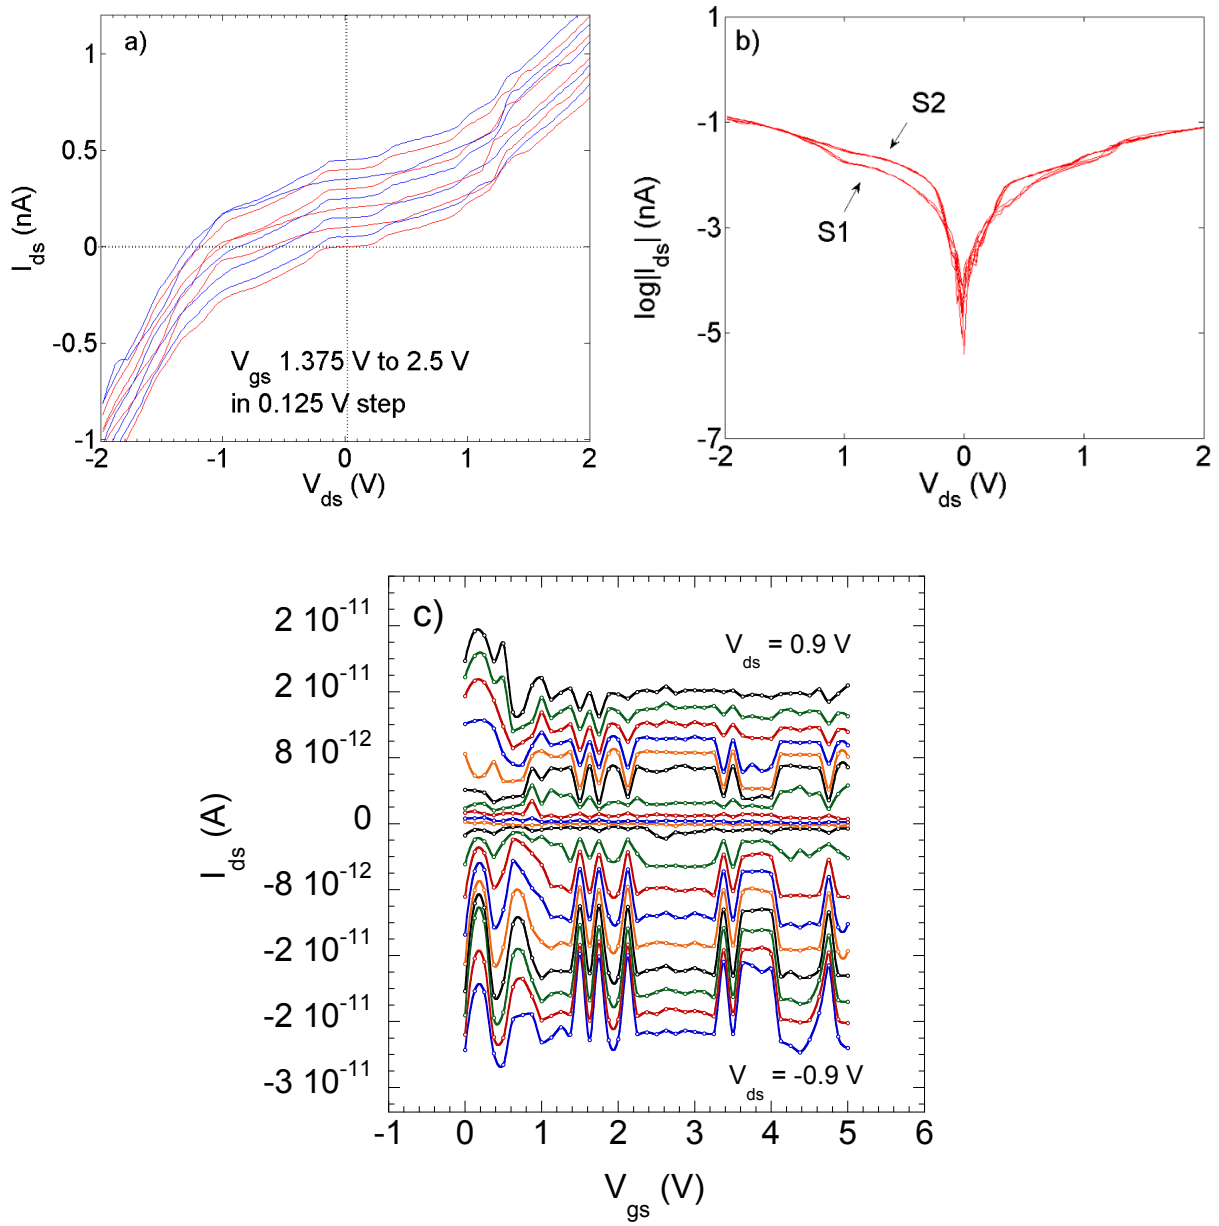 a)
1
0.5
0
-0.5
-1
I_ds (nA)
V_gs 1.375 V to 2.5 V
in 0.125 V step
-2 -1 0 1 2
V_ds (V)
b)
1
-1
-3
-5
-7
log|I_ds| (nA)
S2
S1
-2 1 0 1 2
V_ds (V)
c)
2 10^-11
2 10^-11
8 10^-12
0
-8 10^-12
-2 10^-11
-2 10^-11
-3 10^-11
I_ds (A)
V_ds = 0.9 V
V_ds = -0.9 V
-1 0 1 2 3 4 5 6
V_gs (V)